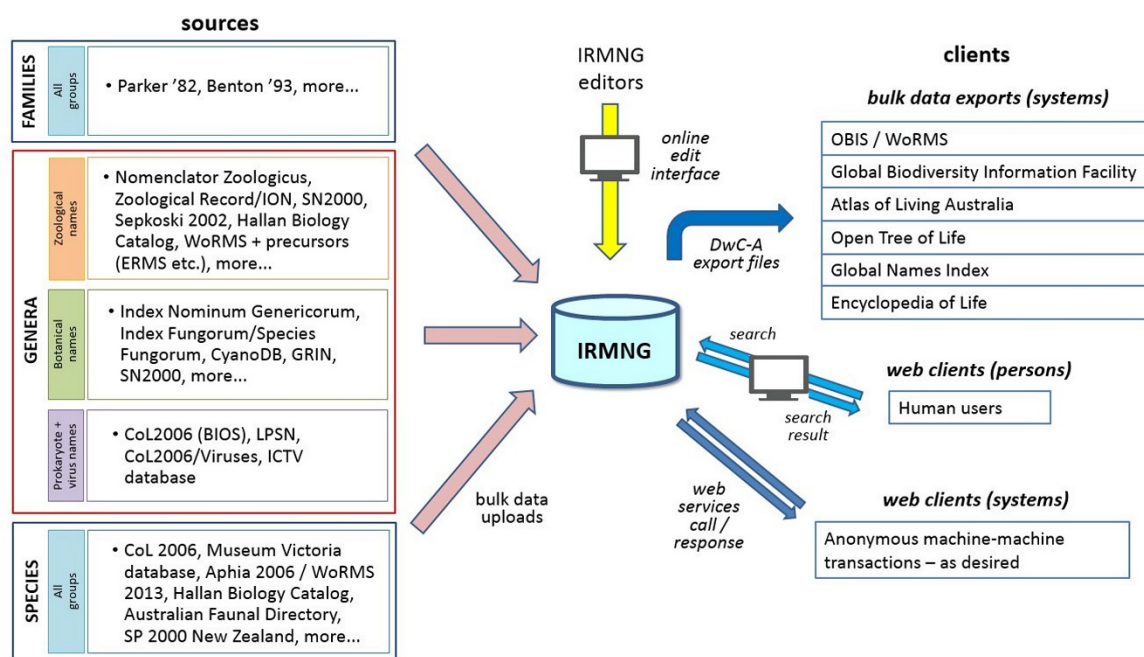 sources
FAMILIES
All
groups
• Parker ’82, Benton ’93, more...
GENERA
Zoological
names
• Nomenclator Zoologicus,
Zoological Record/ION, SN2000,
Sepkoski 2002, Hallan Biology
Catalog, WoRMS + precursors
(ERMS etc.), more...
Botanical
names
• Index Nominum Genericorum,
Index Fungorum/Species
Fungorum, CyanoDB, GRIN,
SN2000, more...
Prokaryote +
virus names
• CoL2006 (BIOS), LPSN,
CoL2006/Viruses, ICTV
database
SPECIES
All
groups
• CoL 2006, Museum Victoria
database, Aphia 2006 / WoRMS
2013, Hallan Biology Catalog,
Australian Faunal Directory,
SP 2000 New Zealand, more...
bulk data
uploads
IRMNG
editors
online
edit
interface
IRMNG
DwC-A
export files
search
search
result
web
services
call /
response
clients
bulk data exports (systems)
OBIS / WoRMS
Global Biodiversity Information Facility
Atlas of Living Australia
Open Tree of Life
Global Names Index
Encyclopedia of Life
web clients (persons)
Human users
web clients (systems)
Anonymous machine-machine
transactions – as desired